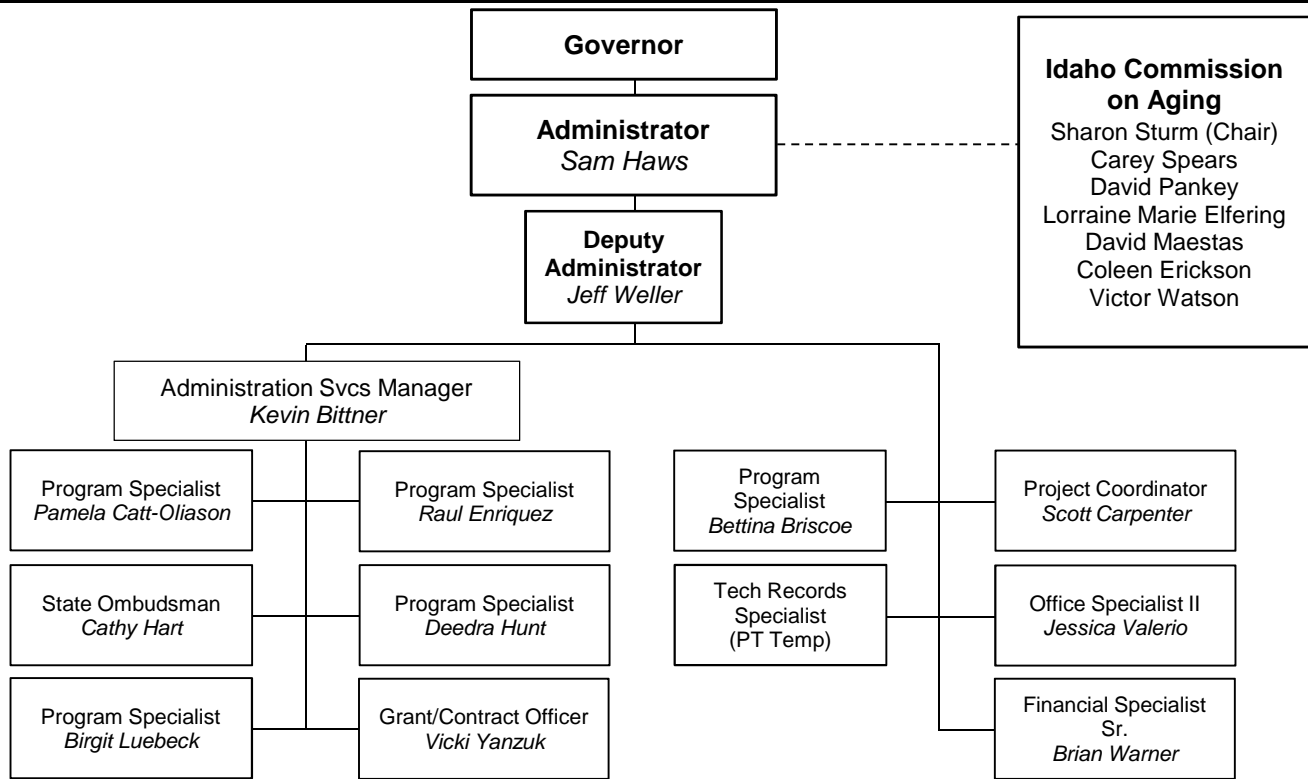 Governor
Administrator
Sam Haws
Idaho Commission
on Aging
Sharon Sturm (Chair)
Carey Spears
David Pankey
Lorraine Marie Elfering
David Maestas
Coleen Erickson
Victor Watson
Deputy
Administrator
Jeff Weller
Administration Svcs Manager
Kevin Bittner
Program Specialist
Pamela Catt-Oliason
Program Specialist
Raul Enriquez
Program
Specialist
Bettina Briscoe
Project Coordinator
Scott Carpenter
State Ombudsman
Cathy Hart
Program Specialist
Deedra Hunt
Tech Records
Specialist
(PT Temp)
Office Specialist II
Jessica Valerio
Program Specialist
Birgit Luebeck
Grant/Contract Officer
Vicki Yanzuk
Financial Specialist
Sr.
Brian Warner